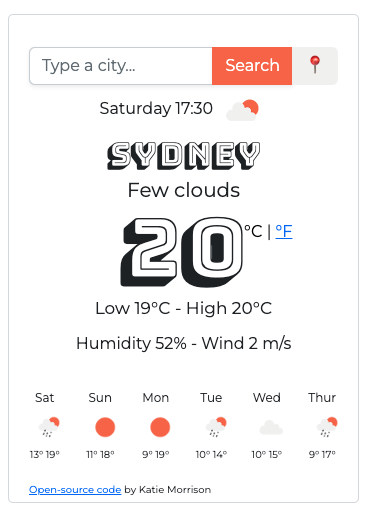 Type a city... Search
Saturday 17:30
SYDNEY
Few clouds
20 °C | °F
Low 19°C - High 20°C
Humidity 52% - Wind 2 m/s
Sat Sun Mon Tue Wed Thur
13° 19° 11° 18° 9° 19° 10° 14° 10° 15° 9° 17°
Open-source code by Katie Morrison